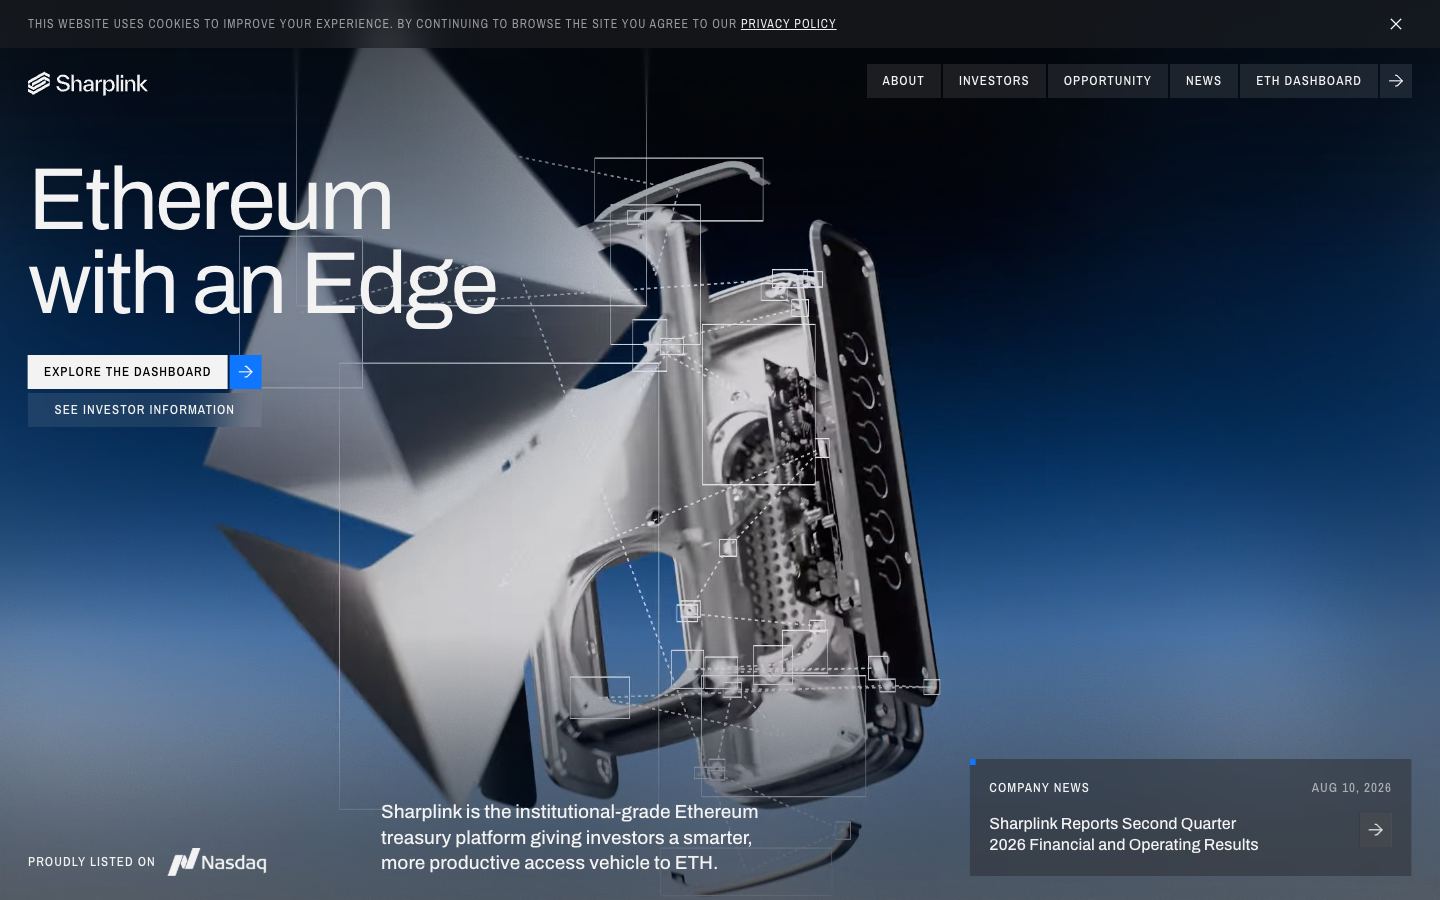 THIS WEBSITE USES COOKIES TO IMPROVE YOUR EXPERIENCE. BY CONTINUING TO BROWSE THE SITE YOU AGREE TO OUR PRIVACY POLICY
Sharplink
ABOUT
INVESTORS
OPPORTUNITY
NEWS
ETH DASHBOARD
Ethereum
with an Edge
EXPLORE THE DASHBOARD
SEE INVESTOR INFORMATION
PROUDLY LISTED ON
Nasdaq
Sharplink is the institutional-grade Ethereum
treasury platform giving investors a smarter,
more productive access vehicle to ETH.
COMPANY NEWS
AUG 10, 2026
Sharplink Reports Second Quarter
2026 Financial and Operating Results